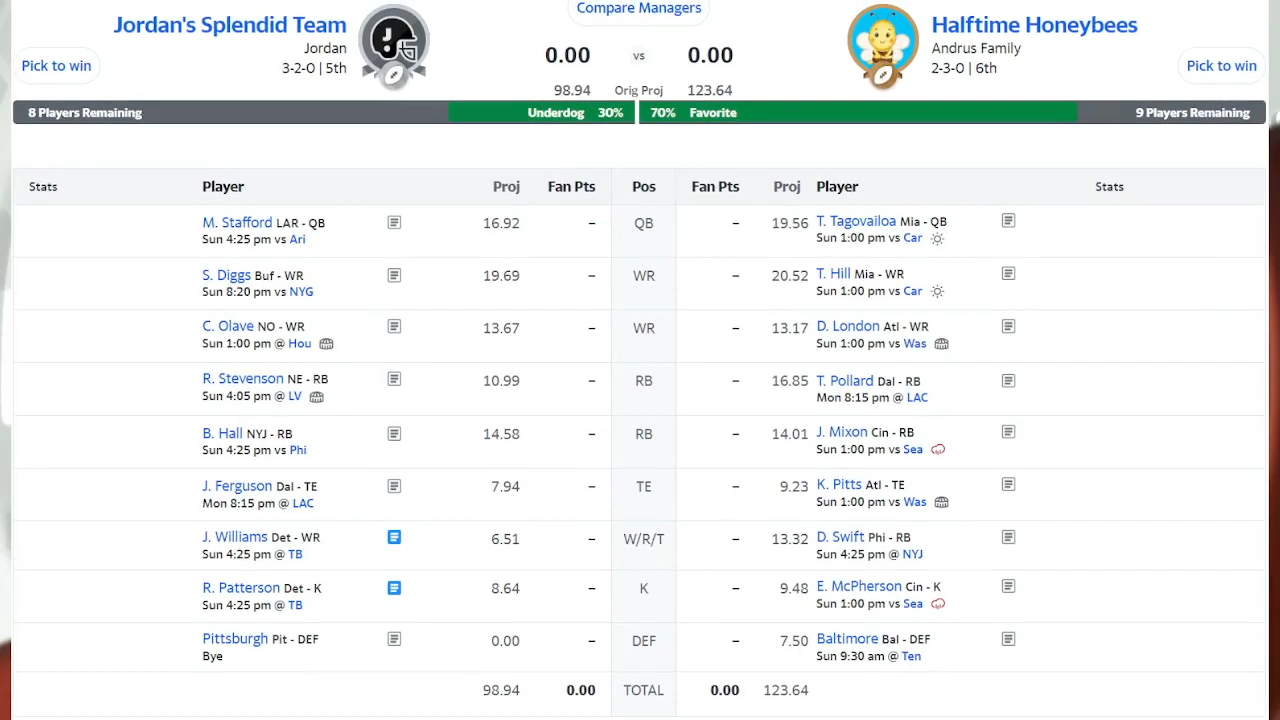 Compare Managers
Jordan's Splendid Team
Jordan
3-2-0 | 5th
Pick to win
0.00 vs 0.00
98.94 Orig Proj 123.64
Halftime Honeybees
Andrus Family
2-3-0 | 6th
Pick to win
8 Players Remaining Underdog 30% 70% Favorite 9 Players Remaining
Stats Player Proj Fan Pts Pos Fan Pts Proj Player Stats
M. Stafford LAR - QB 16.92 – QB – 19.56 T. Tagovailoa Mia - QB
Sun 4:25 pm vs Ari Sun 1:00 pm vs Car
S. Diggs Buf - WR 19.69 – WR – 20.52 T. Hill Mia - WR
Sun 8:20 pm vs NYG Sun 1:00 pm vs Car
C. Olave NO - WR 13.67 – WR – 13.17 D. London Atl - WR
Sun 1:00 pm @ Hou Sun 1:00 pm vs Was
R. Stevenson NE - RB 10.99 – RB – 16.85 T. Pollard Dal - RB
Sun 4:05 pm @ LV Mon 8:15 pm @ LAC
B. Hall NYJ - RB 14.58 – RB – 14.01 J. Mixon Cin - RB
Sun 4:25 pm vs Phi Sun 1:00 pm vs Sea
J. Ferguson Dal - TE 7.94 – TE – 9.23 K. Pitts Atl - TE
Mon 8:15 pm @ LAC Sun 1:00 pm vs Was
J. Williams Det - WR 6.51 – W/R/T – 13.32 D. Swift Phi - RB
Sun 4:25 pm @ TB Sun 4:25 pm @ NYJ
R. Patterson Det - K 8.64 – K – 9.48 E. McPherson Cin - K
Sun 4:25 pm @ TB Sun 1:00 pm vs Sea
Pittsburgh Pit - DEF 0.00 – DEF – 7.50 Baltimore Bal - DEF
Bye Sun 9:30 am @ Ten
98.94 0.00 TOTAL 0.00 123.64